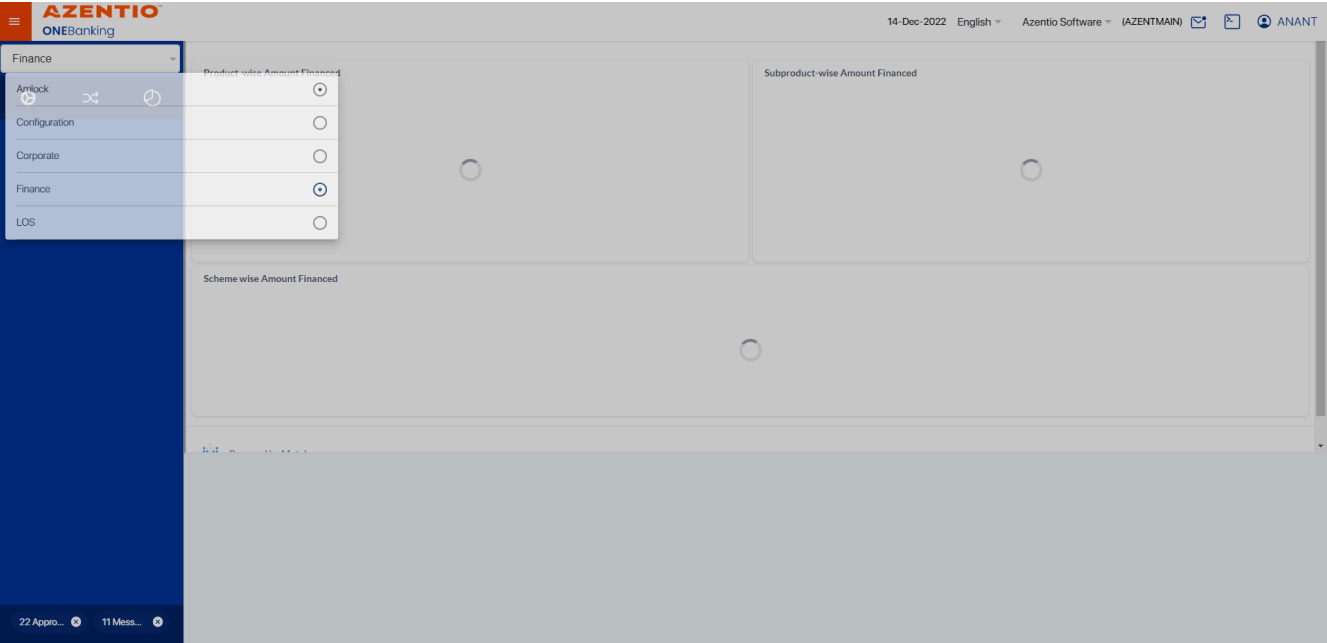 AZENTIO
ONEBanking
14-Dec-2022 English Azentio Software (AZENTMAIN) ANANT
Finance
Product-wise Amount Financed
Subproduct-wise Amount Financed
Amlock
Configuration
Corporate
Finance
LOS
Scheme wise Amount Financed
22 Appro...
11 Mess...